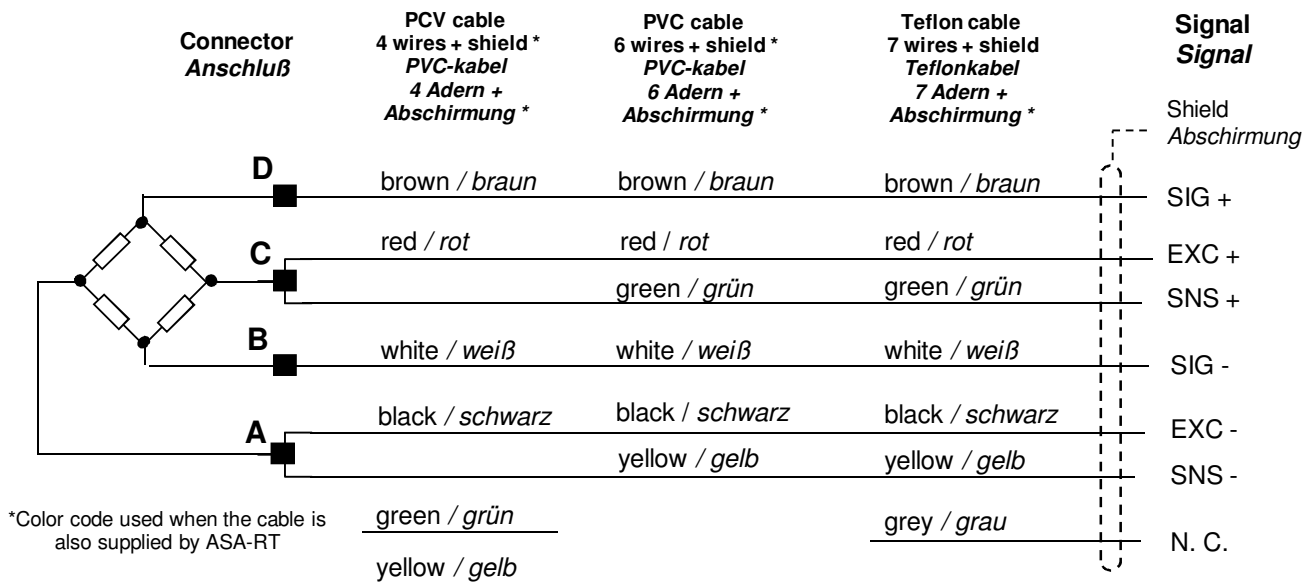 Connector
Anschluß
PCV cable
4 wires + shield *
PVC-kabel
4 Adern +
Abschirmung *
PVC cable
6 wires + shield *
PVC-kabel
6 Adern +
Abschirmung *
Teflon cable
7 wires + shield
Teflonkabel
7 Adern +
Abschirmung *
Signal
Signal
Shield
Abschirmung
D brown / braun brown / braun brown / braun SIG +
C red / rot red / rot red / rot EXC +
green / grün green / grün SNS +
B white / weiß white / weiß white / weiß SIG -
A black / schwarz black / schwarz black / schwarz EXC -
yellow / gelb yellow / gelb SNS -
*Color code used when the cable is
also supplied by ASA-RT
green / grün grey / grau N. C.
yellow / gelb